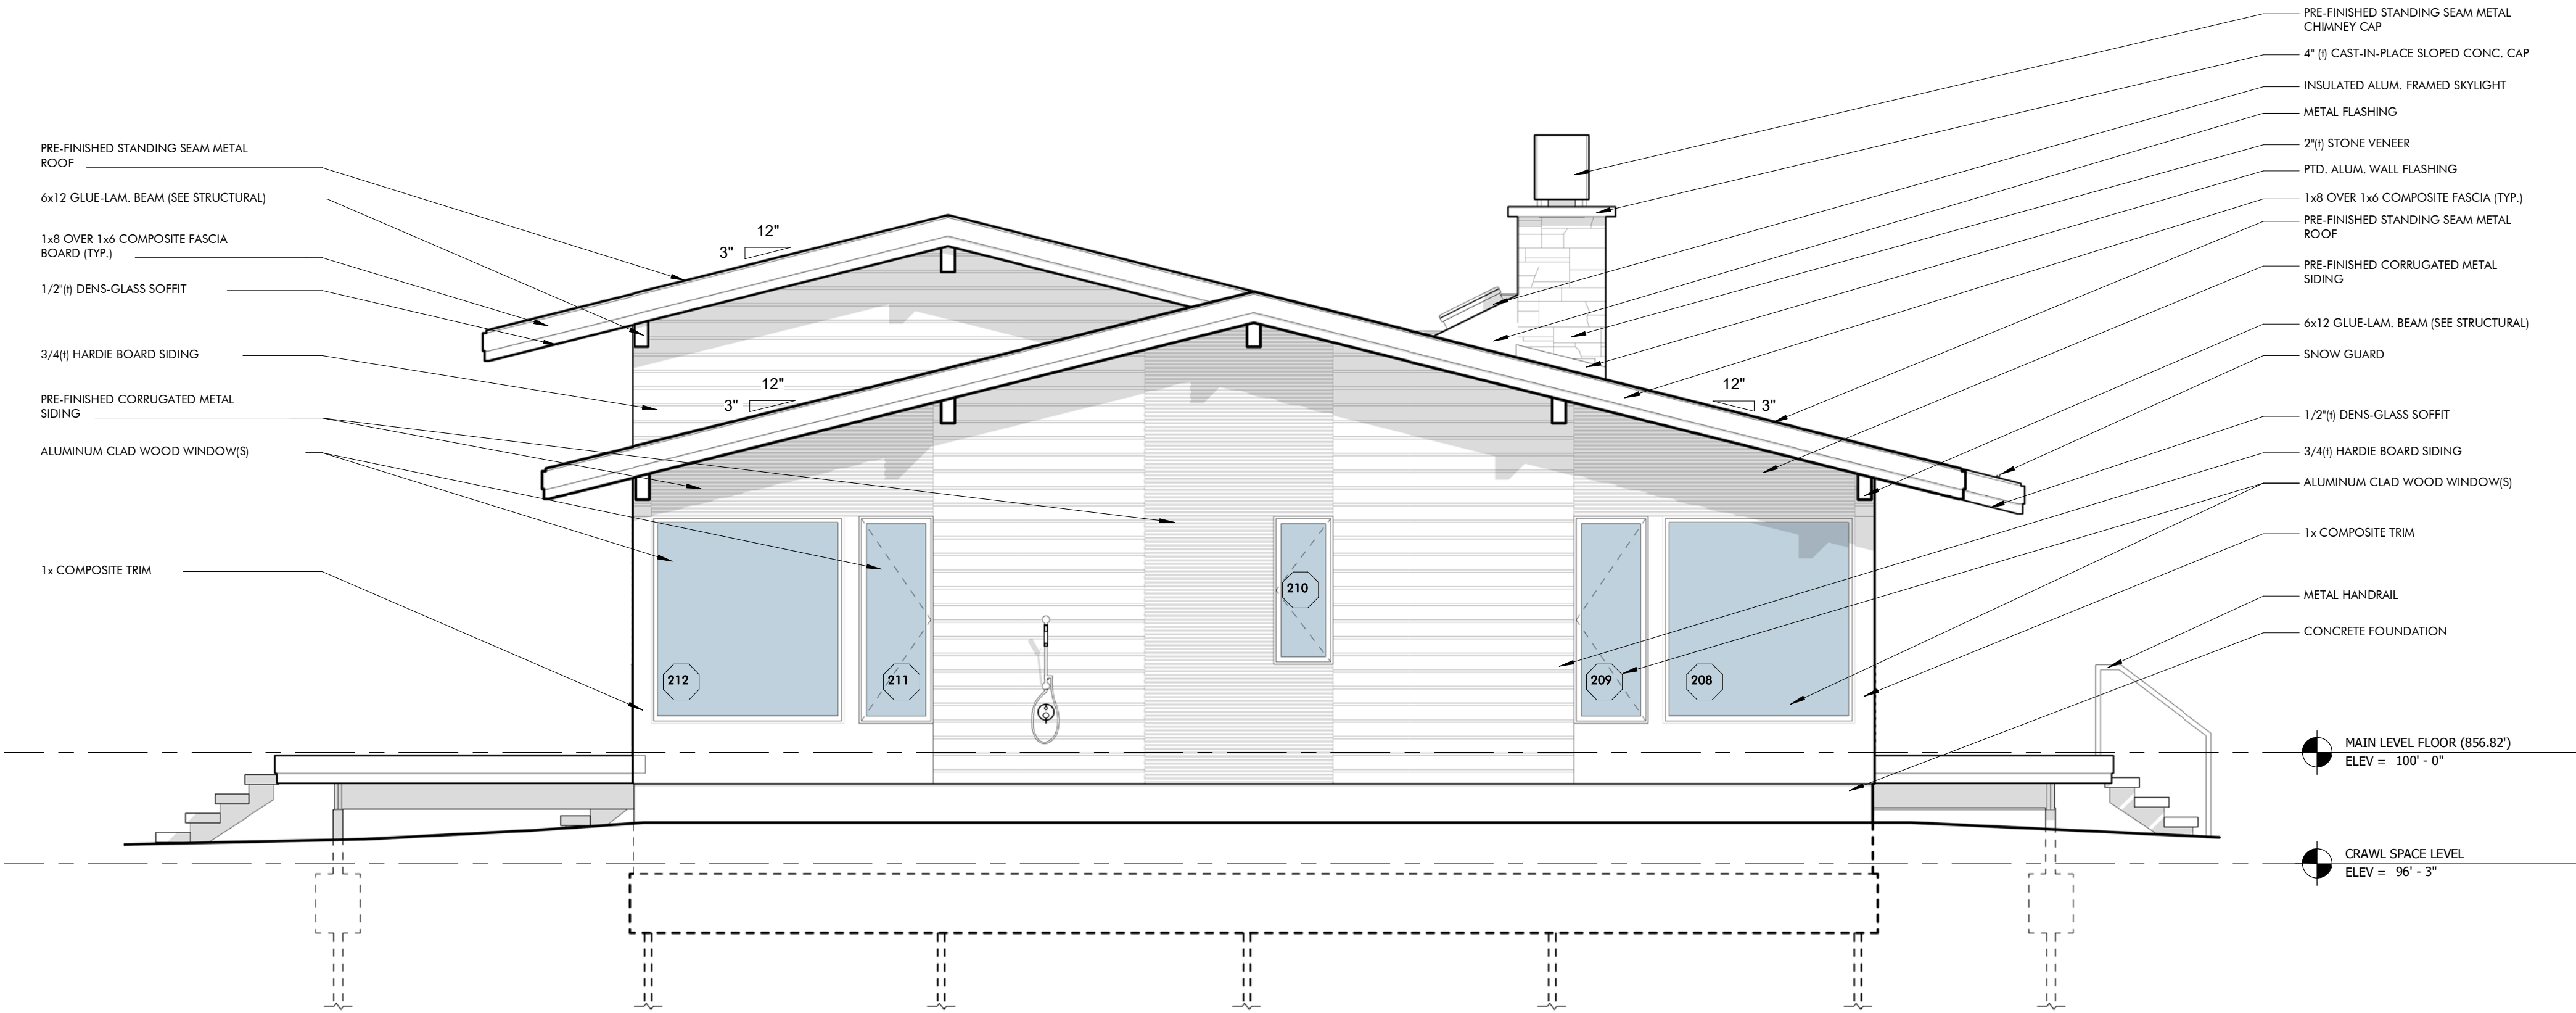 PRE-FINISHED STANDING SEAM METAL
ROOF
6x12 GLUE-LAM. BEAM (SEE STRUCTURAL)
1x8 OVER 1x6 COMPOSITE FASCIA
BOARD (TYP.)
1/2"(t) DENS-GLASS SOFFIT
3/4(t) HARDIE BOARD SIDING
PRE-FINISHED CORRUGATED METAL
SIDING
ALUMINUM CLAD WOOD WINDOW(S)
1x COMPOSITE TRIM
12"
3"
12"
3"
12"
3"
210
212
211
209
208
PRE-FINISHED STANDING SEAM METAL
CHIMNEY CAP
4" (t) CAST-IN-PLACE SLOPED CONC. CAP
INSULATED ALUM. FRAMED SKYLIGHT
METAL FLASHING
2"(t) STONE VENEER
PTD. ALUM. WALL FLASHING
1x8 OVER 1x6 COMPOSITE FASCIA (TYP.)
PRE-FINISHED STANDING SEAM METAL
ROOF
PRE-FINISHED CORRUGATED METAL
SIDING
6x12 GLUE-LAM. BEAM (SEE STRUCTURAL)
SNOW GUARD
1/2"(t) DENS-GLASS SOFFIT
3/4(t) HARDIE BOARD SIDING
ALUMINUM CLAD WOOD WINDOW(S)
1x COMPOSITE TRIM
METAL HANDRAIL
CONCRETE FOUNDATION
MAIN LEVEL FLOOR (856.82')
ELEV = 100' - 0"
CRAWL SPACE LEVEL
ELEV = 96' - 3"